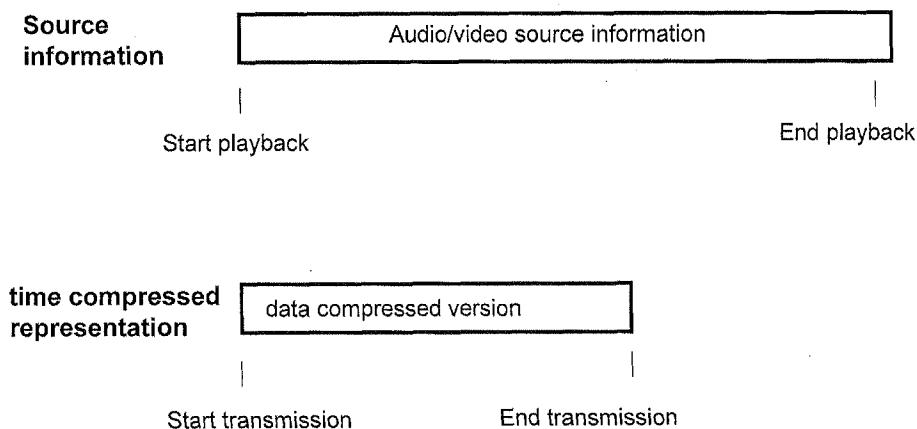 Source
information
Audio/video source information
Start playback
End playback
time compressed
representation
data compressed version
Start transmission
End transmission